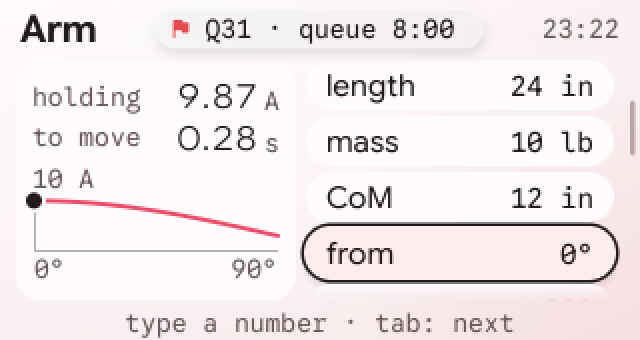 Arm
Q31 · queue 8:00
23:22
holding 9.87 A
to move 0.28 s
10 A
0° 90°
length 24 in
mass 10 lb
CoM 12 in
from 0°
type a number · tab: next